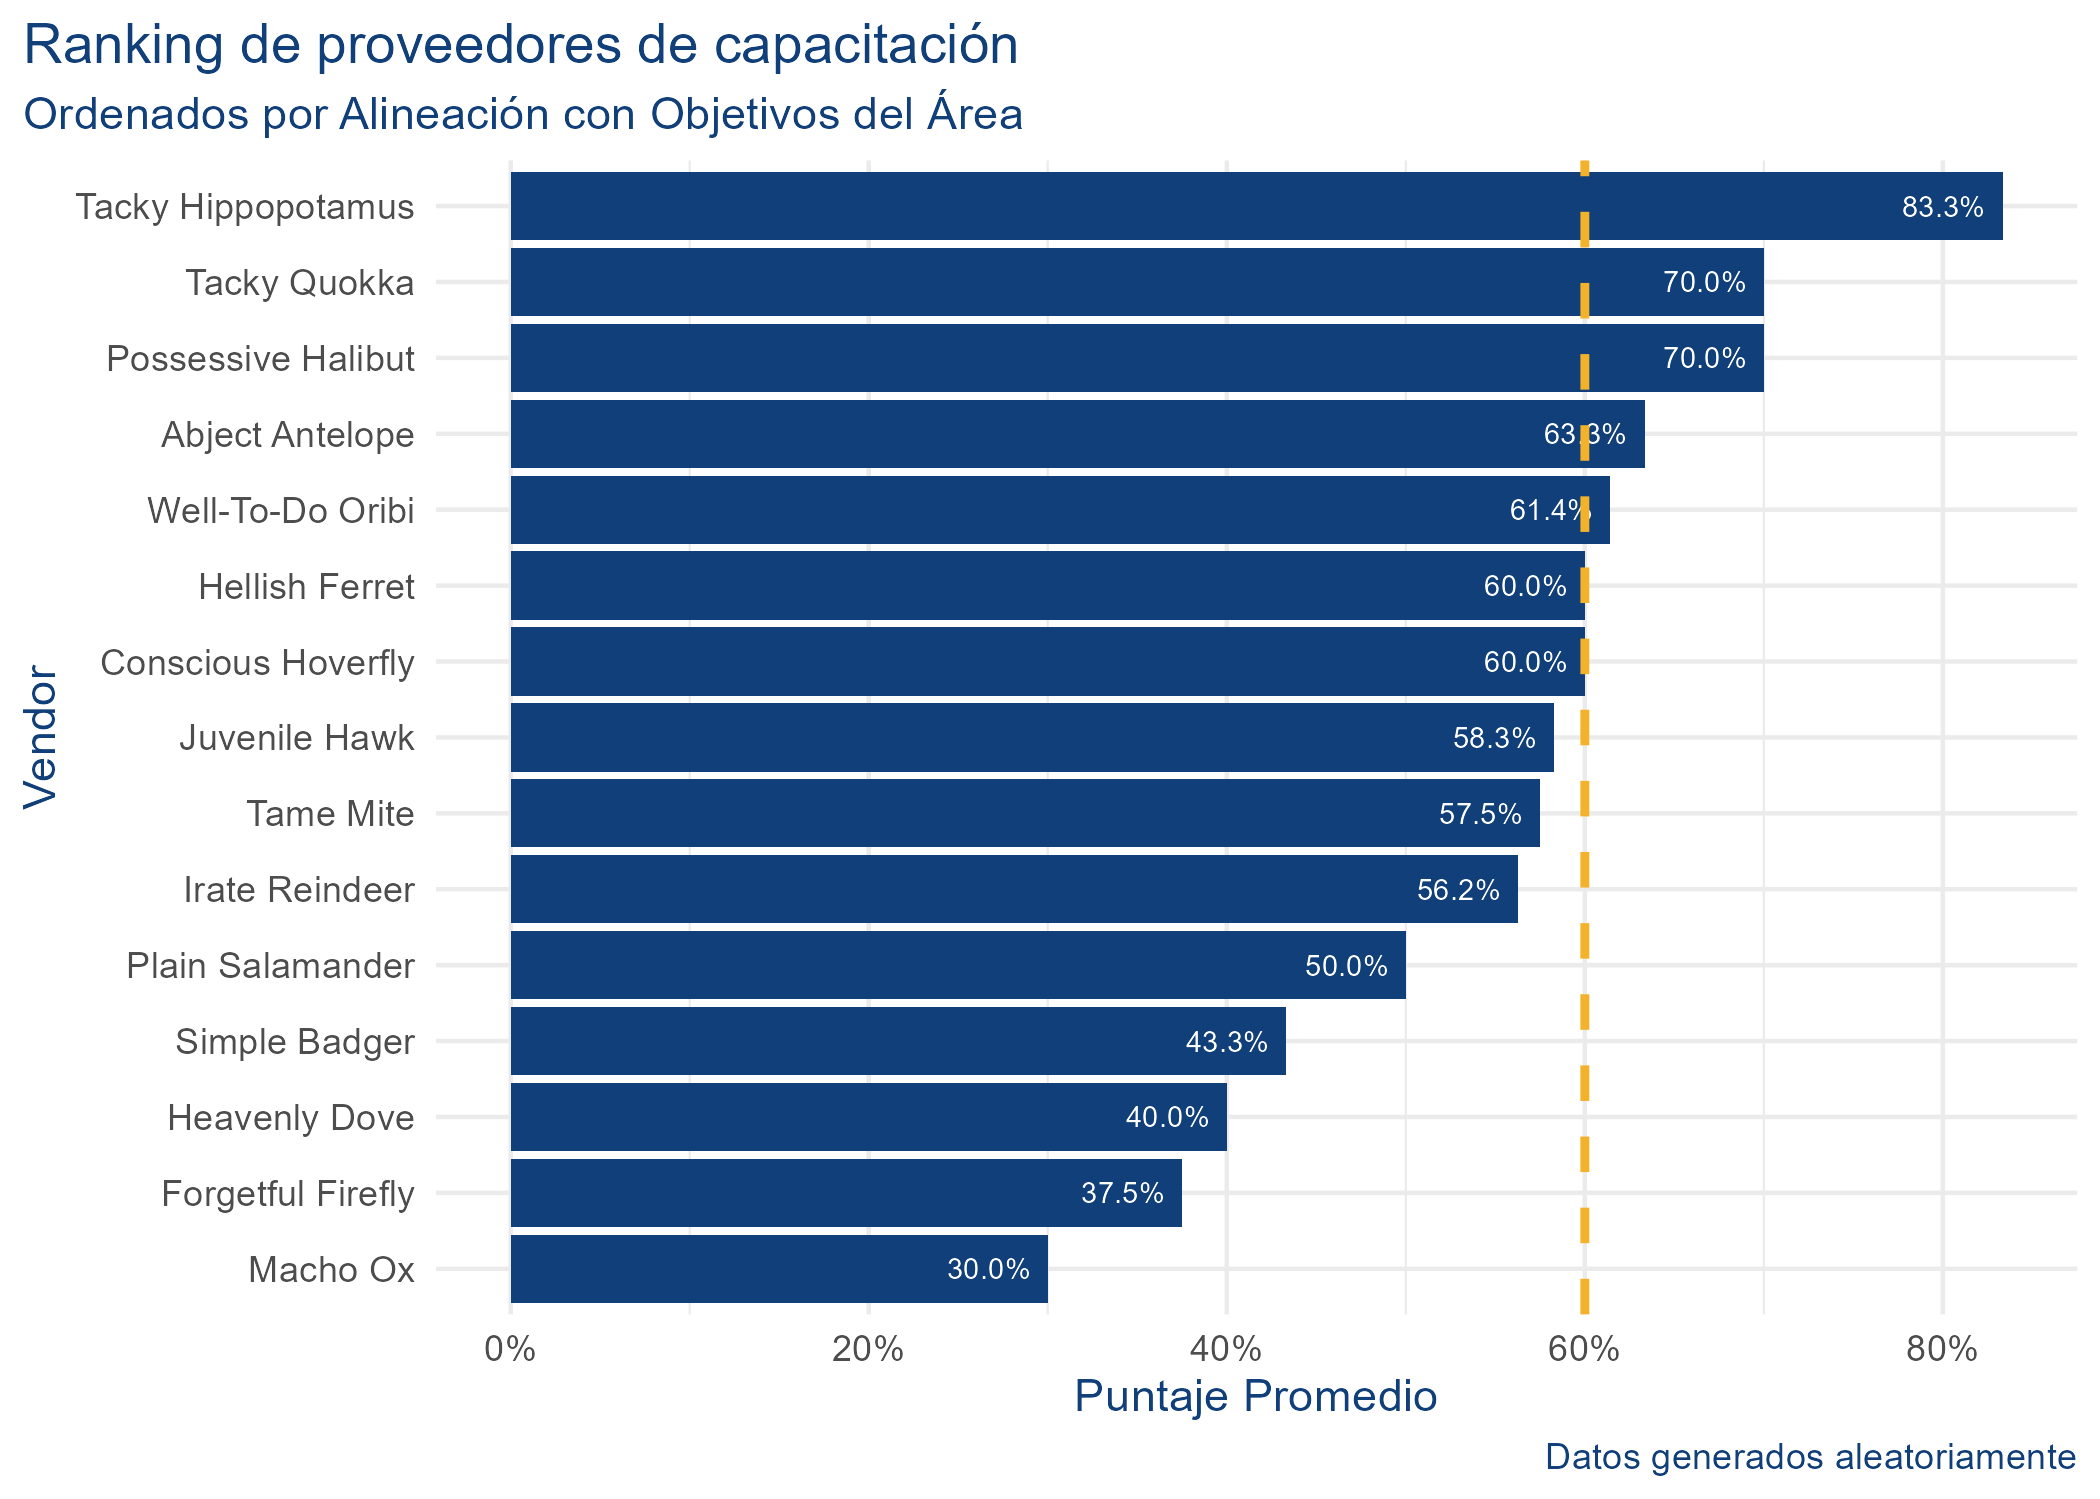 Ranking de proveedores de capacitación
Ordenados por Alineación con Objetivos del Área
Vendor
Tacky Hippopotamus 83.3%
Tacky Quokka 70.0%
Possessive Halibut 70.0%
Abject Antelope 63.3%
Well-To-Do Oribi 61.4%
Hellish Ferret 60.0%
Conscious Hoverfly 60.0%
Juvenile Hawk 58.3%
Tame Mite 57.5%
Irate Reindeer 56.2%
Plain Salamander 50.0%
Simple Badger 43.3%
Heavenly Dove 40.0%
Forgetful Firefly 37.5%
Macho Ox 30.0%
0% 20% 40% 60% 80%
Puntaje Promedio
Datos generados aleatoriamente